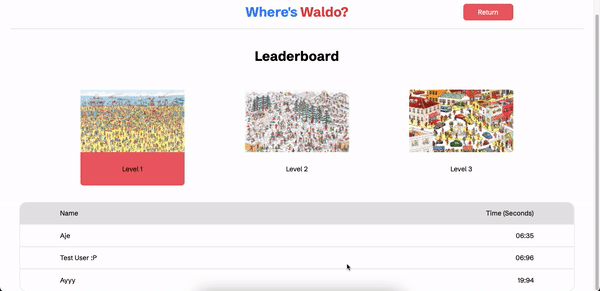 Where's Waldo?
Return
Leaderboard
Level 1
Level 2
Level 3
Name Time (Seconds)
Aje 06:35
Test User :P 06:96
Ayyy 19:94